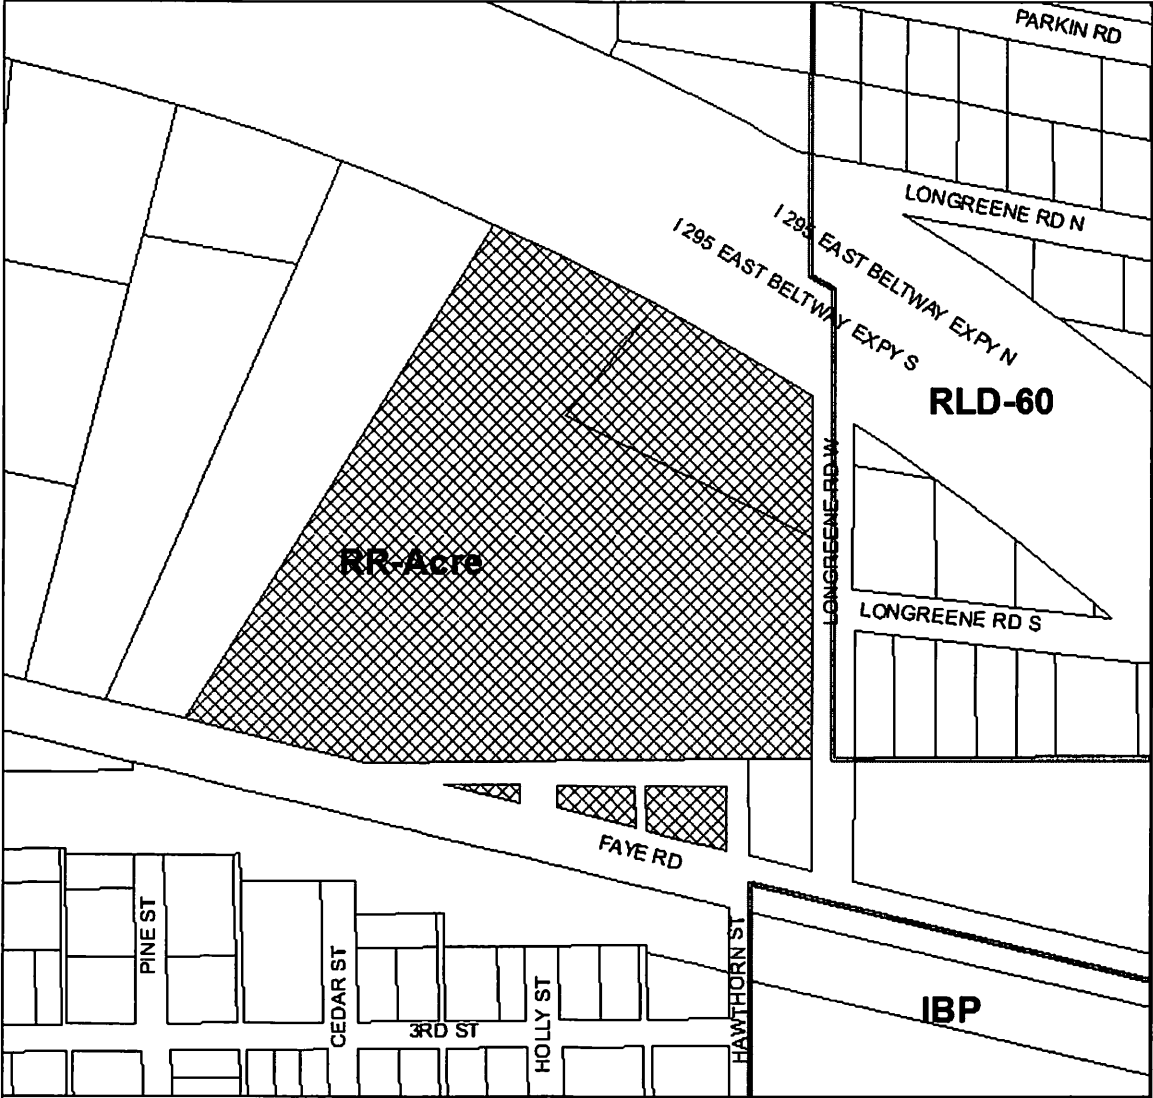 PARKIN RD
LONGREENE RD N
I 295 EAST BELTWAY EXPY N
I 295 EAST BELTWAY EXPY S
RLD-60
LONGREENE RD W
RR-Acre
LONGREENE RD S
FAYE RD
PINE ST
CEDAR ST
HOLLY ST
HAWTHORN ST
3RD ST
IBP